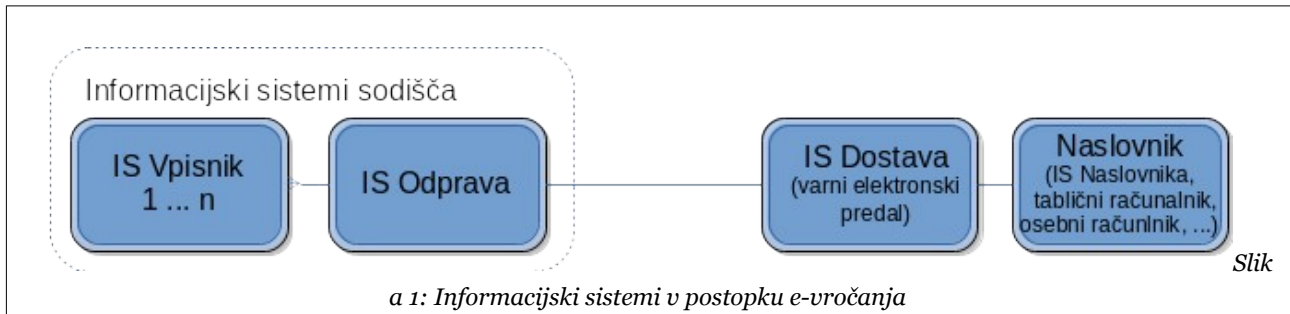 Informacijski sistemi sodišča
IS Vpisnik
1 ... n
IS Odprava
IS Dostava
(varni elektronski
predal)
Naslovnik
(IS Naslovnika,
tablični računalnik,
osebni računlnik, ...)
Slik
a 1: Informacijski sistemi v postopku e-vročanja